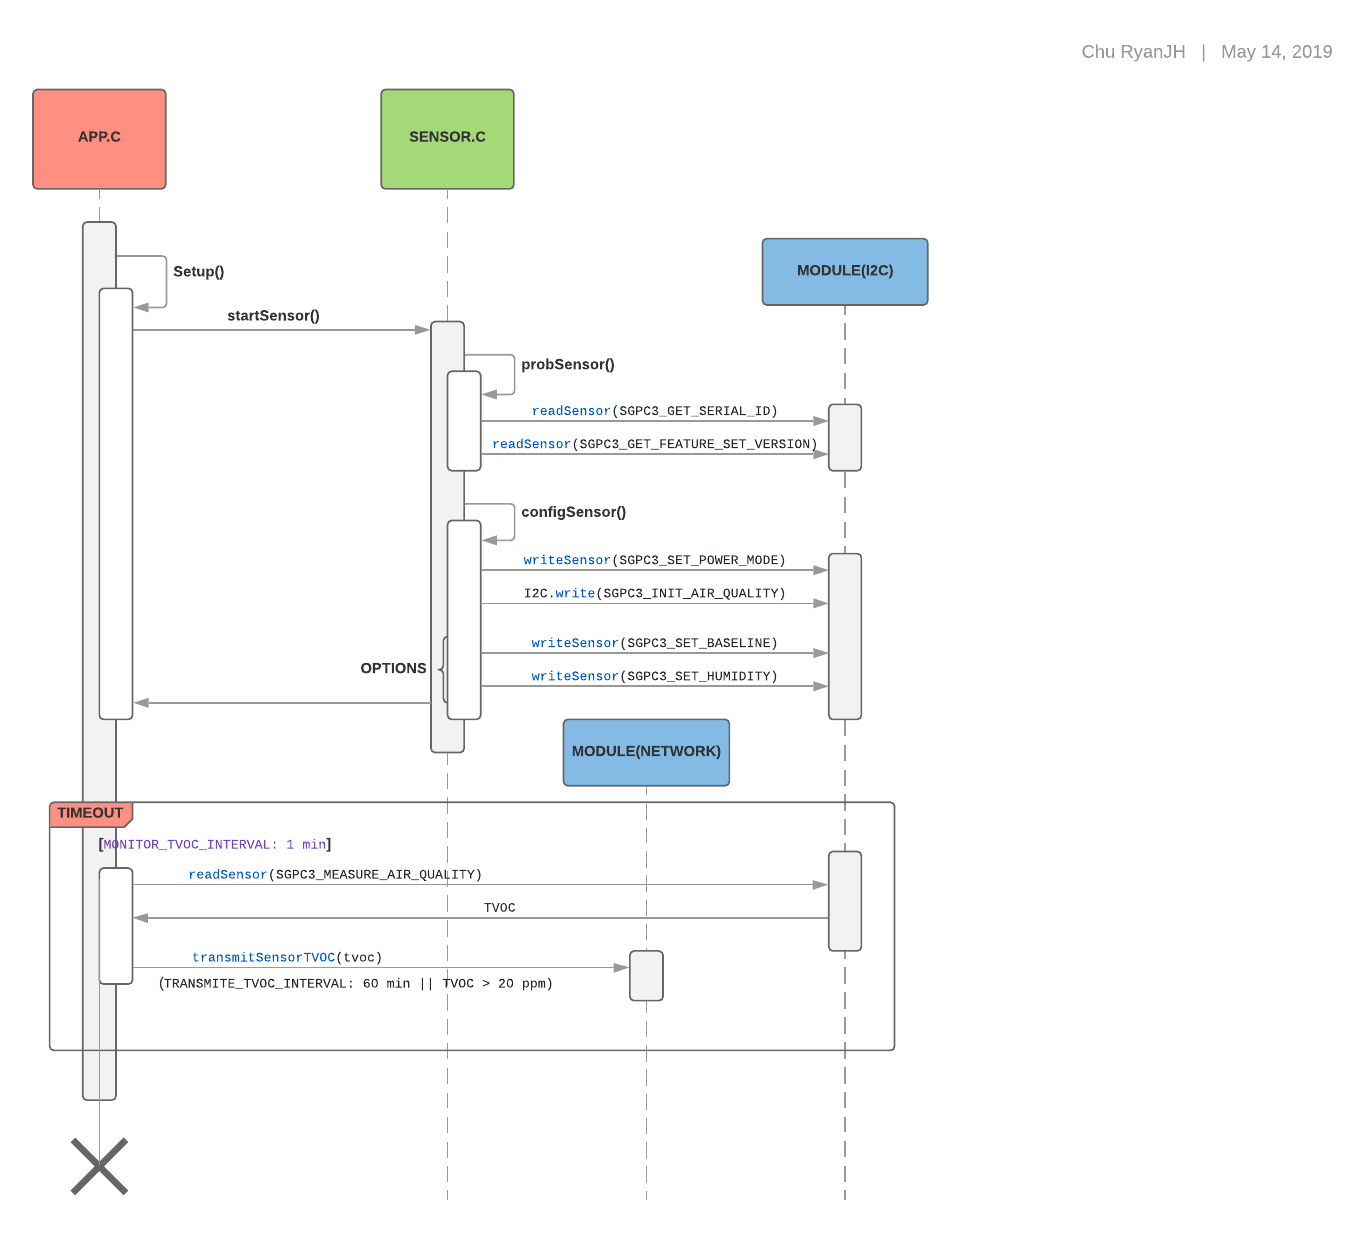 Chu RyanJH | May 14, 2019
APP.C
SENSOR.C
MODULE(I2C)
Setup()
startSensor()
probSensor()
readSensor(SGPC3_GET_SERIAL_ID)
readSensor(SGPC3_GET_FEATURE_SET_VERSION)
configSensor()
writeSensor(SGPC3_SET_POWER_MODE)
I2C.write(SGPC3_INIT_AIR_QUALITY)
writeSensor(SGPC3_SET_BASELINE)
OPTIONS
writeSensor(SGPC3_SET_HUMIDITY)
MODULE(NETWORK)
TIMEOUT
[MONITOR_TVOC_INTERVAL: 1 min]
readSensor(SGPC3_MEASURE_AIR_QUALITY)
TVOC
transmitSensorTVOC(tvoc)
(TRANSMITE_TVOC_INTERVAL: 60 min || TVOC > 20 ppm)